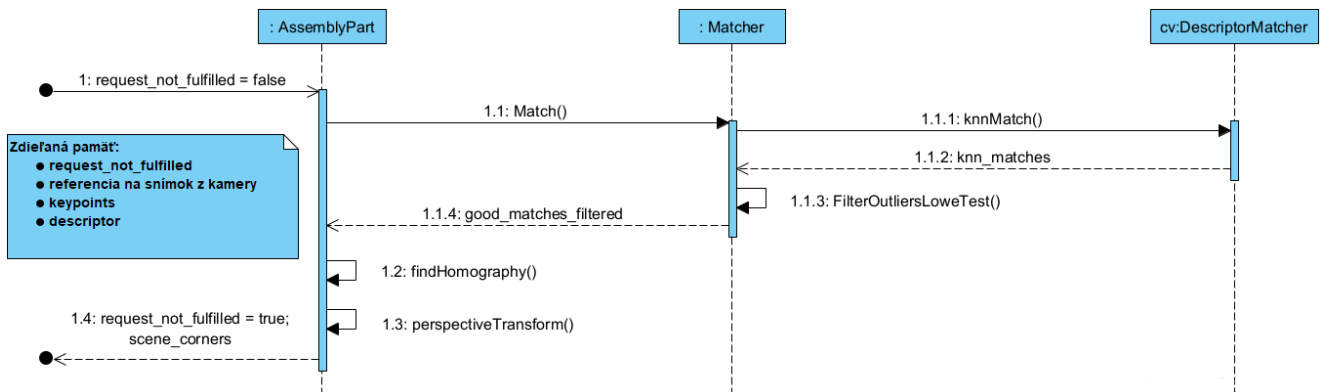 : AssemblyPart
: Matcher
cv:DescriptorMatcher
1: request_not_fulfilled = false
1.1: Match()
1.1.1: knnMatch()
Zdieľaná pamäť:
● request_not_fulfilled
● referencia na snímok z kamery
● keypoints
● descriptor
1.1.2: knn_matches
1.1.3: FilterOutliersLoweTest()
1.1.4: good_matches_filtered
1.2: findHomography()
1.3: perspectiveTransform()
1.4: request_not_fulfilled = true;
scene_corners